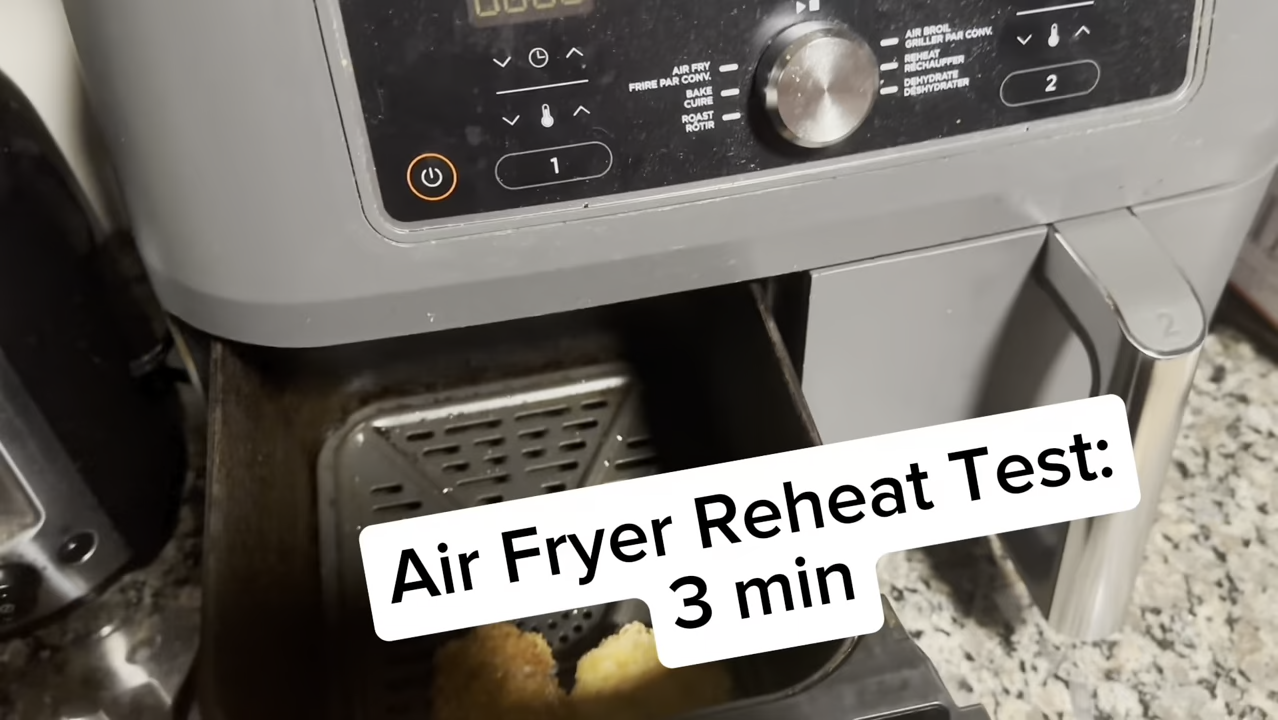 AIR FRY
FRIRE PAR CONV.
BAKE
CUIRE
ROAST
RÔTIR
AIR BROIL
GRILLER PAR CONV.
REHEAT
RÉCHAUFFER
DEHYDRATE
DÉSHYDRATER
1
2
2
Air Fryer Reheat Test:
3 min